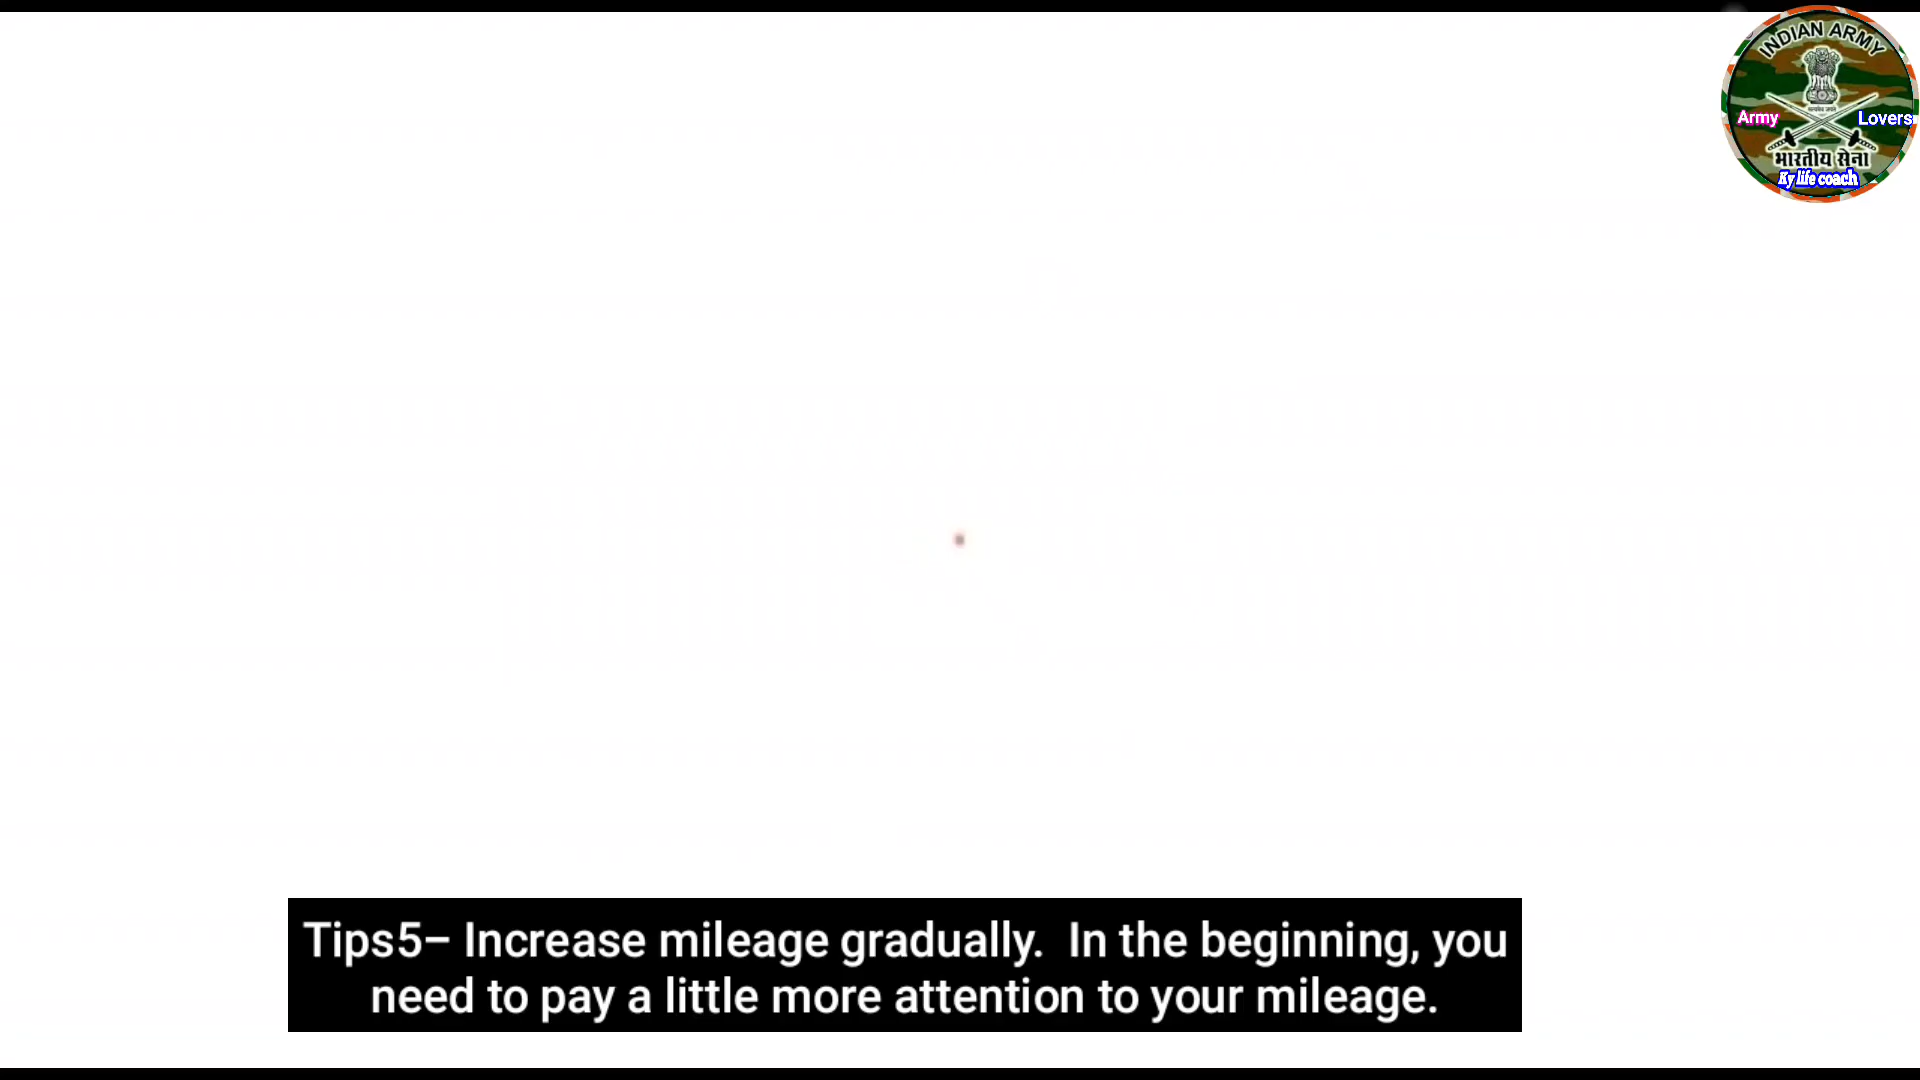 INDIAN ARMY
Army Lovers
भारतीय सेना
Ky life coach
Tips5– Increase mileage gradually. In the beginning, you
need to pay a little more attention to your mileage.